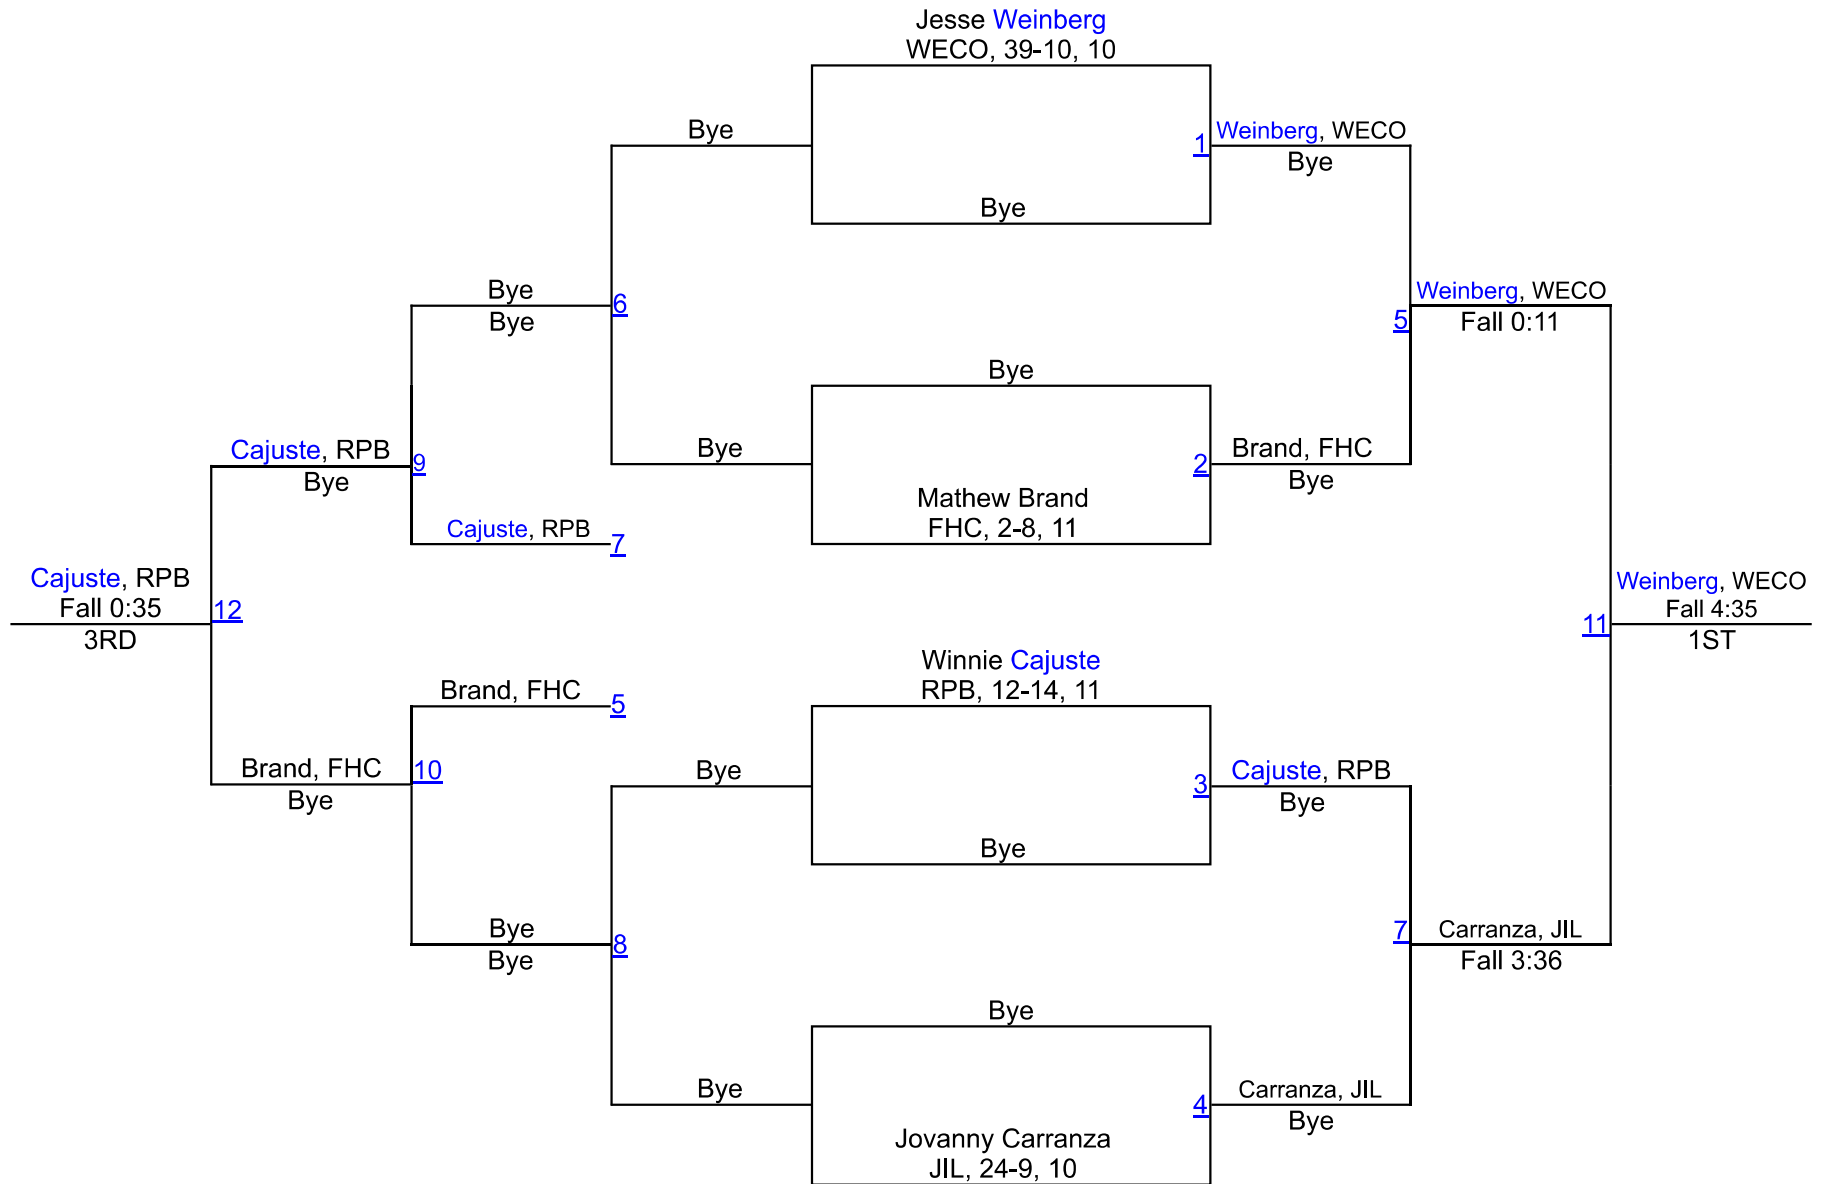 Jesse Weinberg
WECO, 39-10, 10
Bye
1
Weinberg, WECO
Bye
Bye
Bye
Bye
6
Weinberg, WECO
5
Fall 0:11
Bye
Cajuste, RPB
9
Bye
Bye
2
Brand, FHC
Bye
Mathew Brand
FHC, 2-8, 11
Cajuste, RPB
7
Cajuste, RPB
Fall 0:35
12
3RD
Weinberg, WECO
Fall 4:35
11
1ST
Winnie Cajuste
RPB, 12-14, 11
Brand, FHC
5
Brand, FHC
10
Bye
Bye
3
Cajuste, RPB
Bye
Bye
Bye
Bye
8
7
Carranza, JIL
Fall 3:36
Bye
Bye
4
Carranza, JIL
Bye
Jovanny Carranza
JIL, 24-9, 10